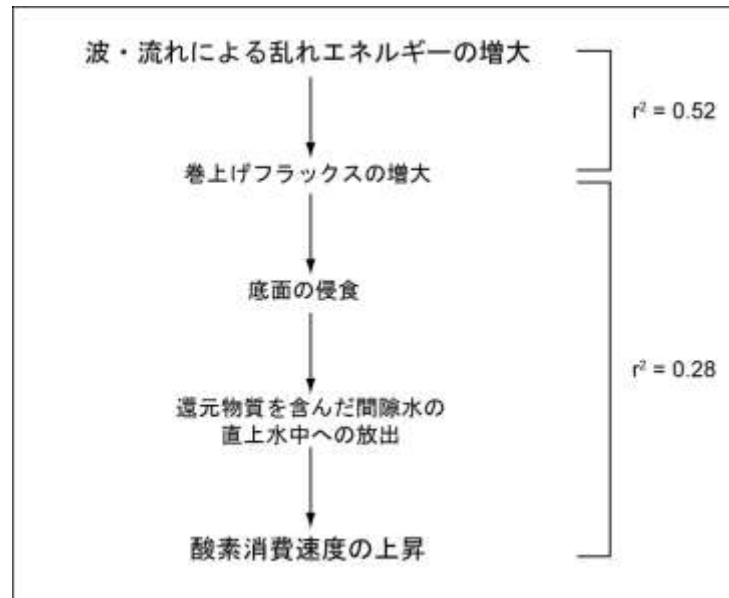 波・流れによる乱れエネルギーの増大
r² = 0.52
巻上げフラックスの増大
底面の侵食
r² = 0.28
還元物質を含んだ間隙水の
直上水中への放出
酸素消費速度の上昇